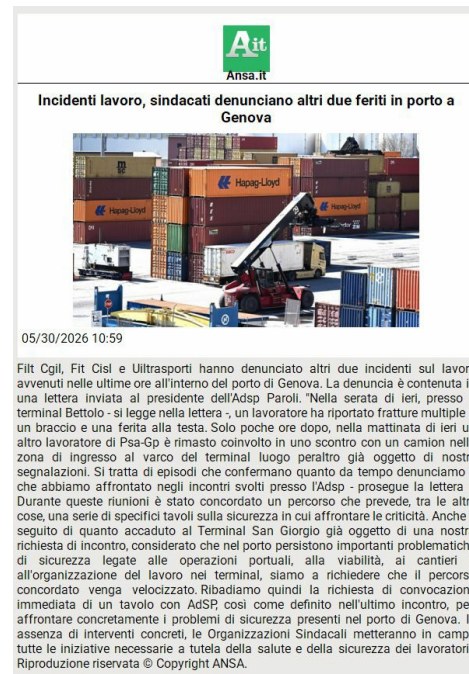 Ait
Ansa.it
Incidenti lavoro, sindacati denunciano altri due feriti in porto a
Genova
msc
Hapag-Lloyd
Hapag-Lloyd
Hapag-Lloyd
05/30/2026 10:59
Filt Cgil, Fit Cisl e Uiltrasporti hanno denunciato altri due incidenti sul lavor
avvenuti nelle ultime ore all'interno del porto di Genova. La denuncia è contenuta i
una lettera inviata al presidente dell'Adsp Paroli. "Nella serata di ieri, presso
terminal Bettolo - si legge nella lettera -, un lavoratore ha riportato fratture multiple
un braccio e una ferita alla testa. Solo poche ore dopo, nella mattinata di ieri u
altro lavoratore di Psa-Gp è rimasto coinvolto in uno scontro con un camion nell
zona di ingresso al varco del terminal luogo peraltro già oggetto di nostr
segnalazioni. Si tratta di episodi che confermano quanto da tempo denunciamo
che abbiamo affrontato negli incontri svolti presso l'Adsp - prosegue la lettera
Durante queste riunioni è stato concordato un percorso che prevede, tra le altr
cose, una serie di specifici tavoli sulla sicurezza in cui affrontare le criticità. Anche
seguito di quanto accaduto al Terminal San Giorgio già oggetto di una nostr
richiesta di incontro, considerato che nel porto persistono importanti problematich
di sicurezza legate alle operazioni portuali, alla viabilità, ai cantieri
all'organizzazione del lavoro nei terminal, siamo a richiedere che il percors
concordato venga velocizzato. Ribadiamo quindi la richiesta di convocazion
immediata di un tavolo con AdSP, così come definito nell'ultimo incontro, pe
affrontare concretamente i problemi di sicurezza presenti nel porto di Genova. I
assenza di interventi concreti, le Organizzazioni Sindacali metteranno in camp
tutte le iniziative necessarie a tutela della salute e della sicurezza dei lavoratori
Riproduzione riservata © Copyright ANSA.